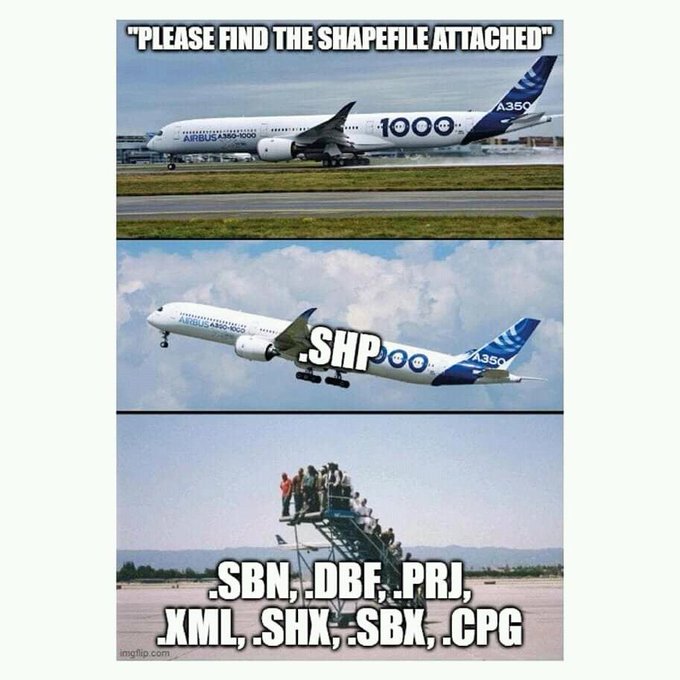 "PLEASE FIND THE SHAPEFILE ATTACHED"
A350
AIRBUS A350-1000
1000
AIRBUS A350-1000
.SHP
000
A350
.SBN, .DBF, .PRJ,
.XML, .SHX, .SBX, .CPG
imgflip.com